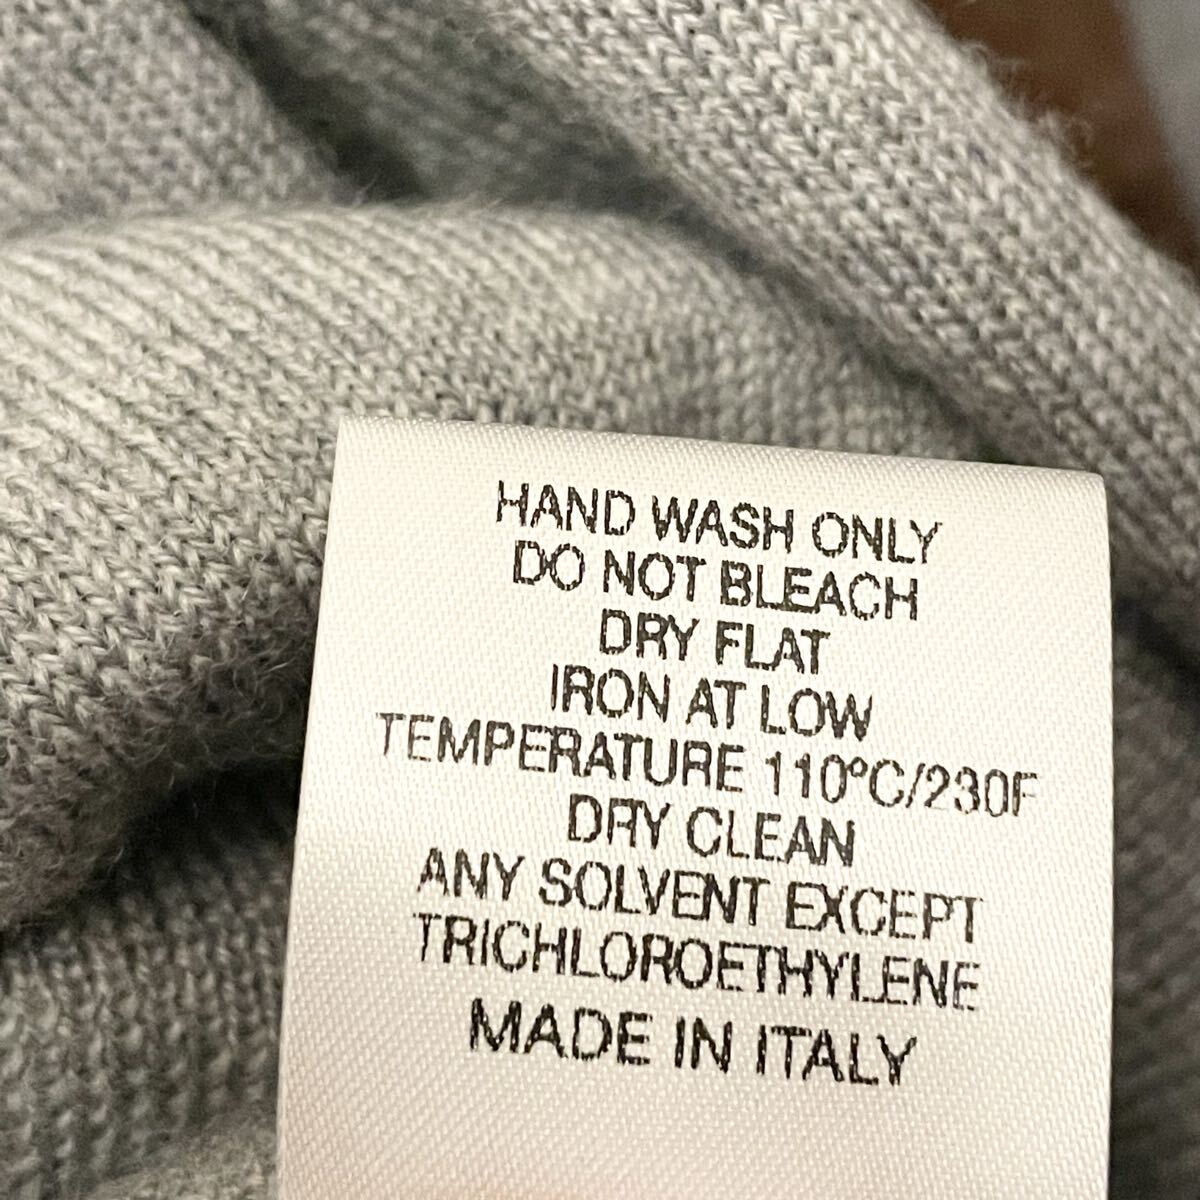 HAND WASH ONLY
DO NOT BLEACH
DRY FLAT
IRON AT LOW
TEMPERATURE 110ºC/230F
DRY CLEAN
ANY SOLVENT EXCEPT
TRICHLOROETHYLENE
MADE IN ITALY